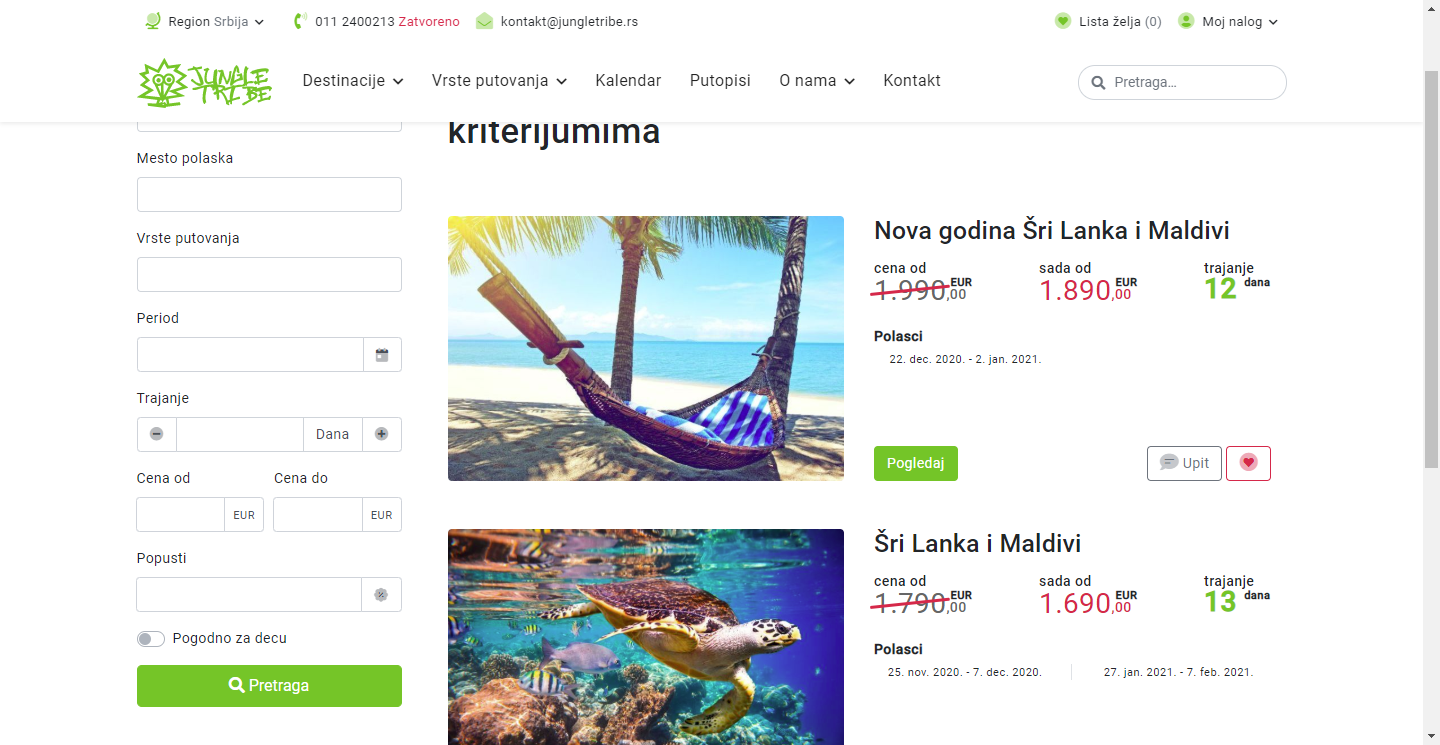 Region Srbija
011 2400213 Zatvoreno
kontakt@jungletribe.rs
Lista želja (0)
Moj nalog
JUNGLE
TRIBE
Destinacije
Vrste putovanja
Kalendar
Putopisi
O nama
Kontakt
Pretraga...
kriterijumima
Mesto polaska
Vrste putovanja
Period
Trajanje
Dana
Cena od
Cena do
EUR
EUR
Popusti
Pogodno za decu
Pretraga
Nova godina Šri Lanka i Maldivi
cena od
sada od
trajanje
1.990,00 EUR
1.890,00 EUR
12 dana
Polasci
22. dec. 2020. - 2. jan. 2021.
Pogledaj
Upit
Šri Lanka i Maldivi
cena od
sada od
trajanje
1.790,00 EUR
1.690,00 EUR
13 dana
Polasci
25. nov. 2020. - 7. dec. 2020.
27. jan. 2021. - 7. feb. 2021.